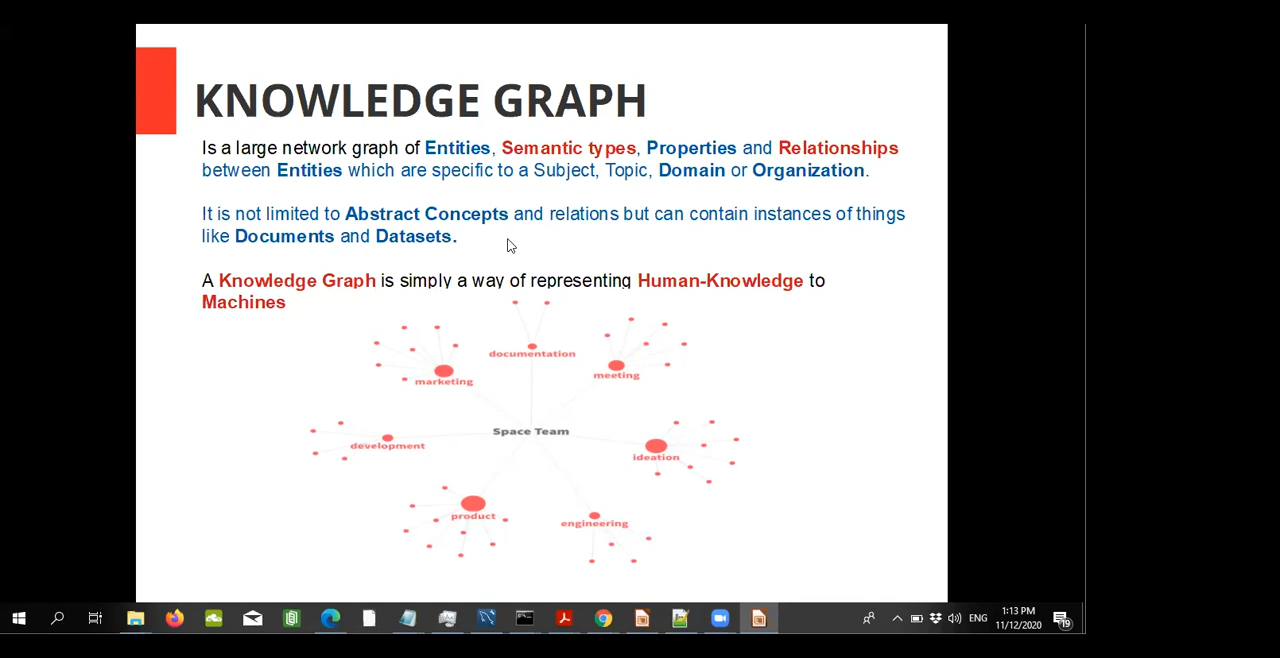 KNOWLEDGE GRAPH
Is a large network graph of Entities, Semantic types, Properties and Relationships
between Entities which are specific to a Subject, Topic, Domain or Organization.
It is not limited to Abstract Concepts and relations but can contain instances of things
like Documents and Datasets.
A Knowledge Graph is simply a way of representing Human-Knowledge to
Machines
documentation
marketing
meeting
Space Team
development
ideation
product
engineering
ENG
1:13 PM
11/12/2020
19